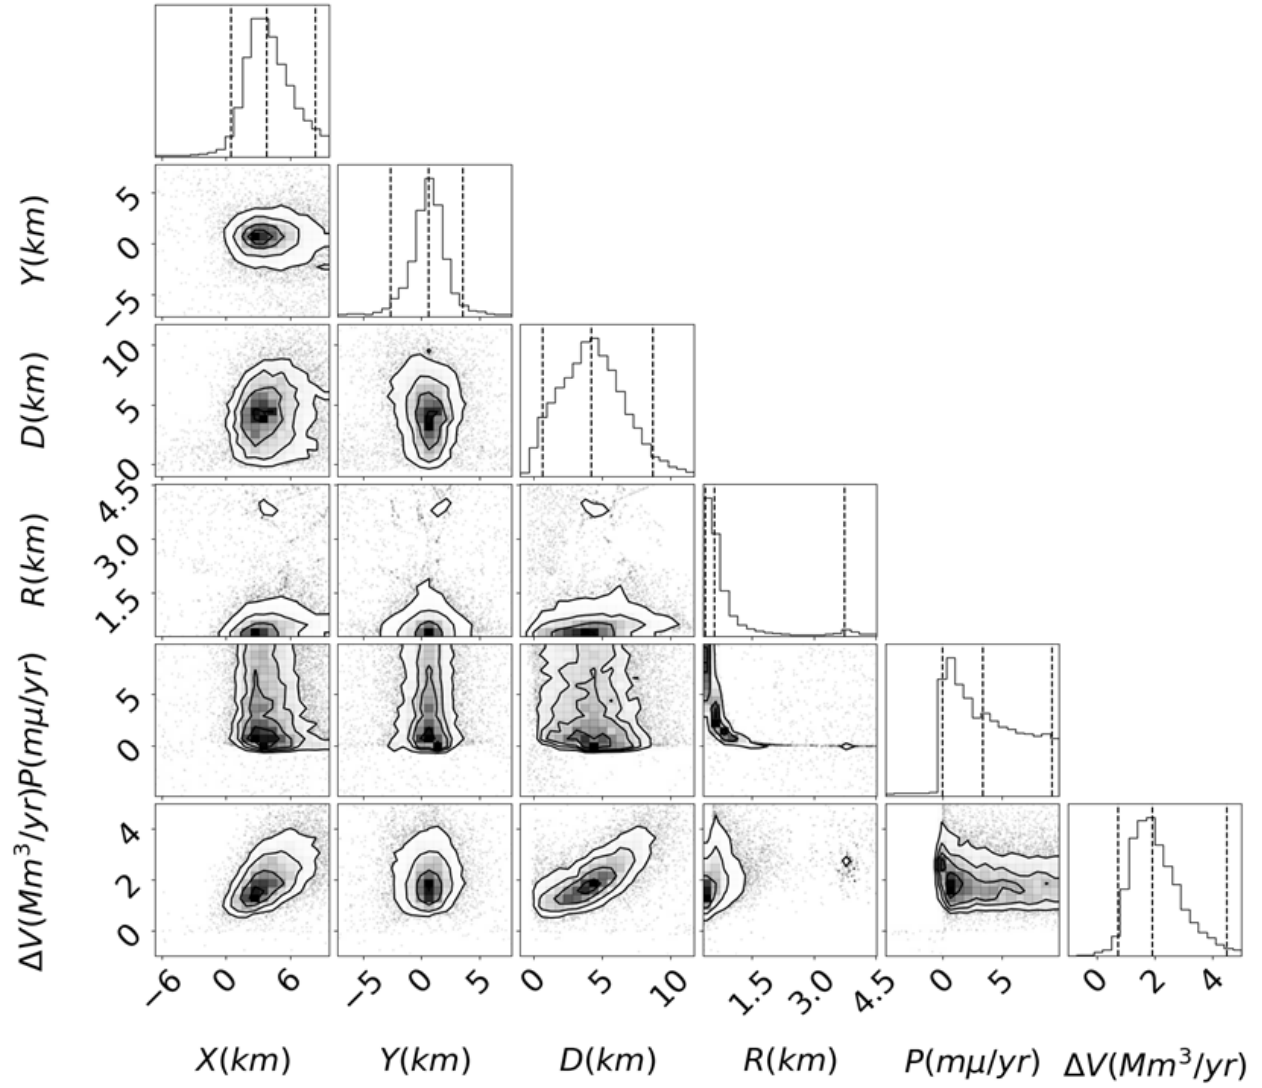 Y(km)
5
0
−5
D(km)
10
5
0
R(km)
4.5
3.0
1.5
P(mμ/yr)
5
0
ΔV(Mm³/yr)
4
2
0
−6 0 6
−5 0 5
0 5 10
1.5 3.0 4.5
0 5
0 2 4
X(km) Y(km) D(km) R(km) P(mμ/yr) ΔV(Mm³/yr)